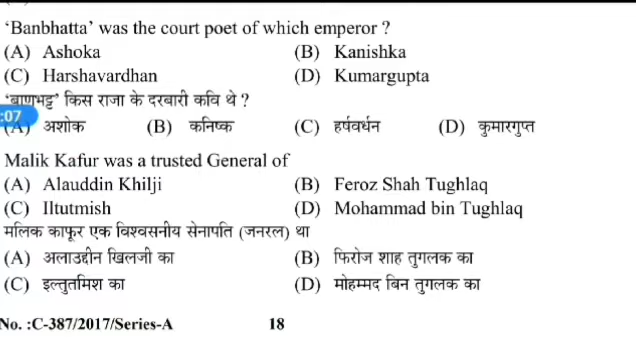 ‘Banbhatta’ was the court poet of which emperor ?
(A) Ashoka (B) Kanishka
(C) Harshavardhan (D) Kumargupta
‘बाणभट्ट’ किस राजा के दरबारी कवि थे ?
:07
(A) अशोक (B) कनिष्क (C) हर्षवर्धन (D) कुमारगुप्त
Malik Kafur was a trusted General of
(A) Alauddin Khilji (B) Feroz Shah Tughlaq
(C) Iltutmish (D) Mohammad bin Tughlaq
मलिक काफूर एक विश्वसनीय सेनापति (जनरल) था
(A) अलाउद्दीन खिलजी का (B) फिरोज शाह तुगलक का
(C) इल्तुतमिश का (D) मोहम्मद बिन तुगलक का
No. :C-387/2017/Series-A 18